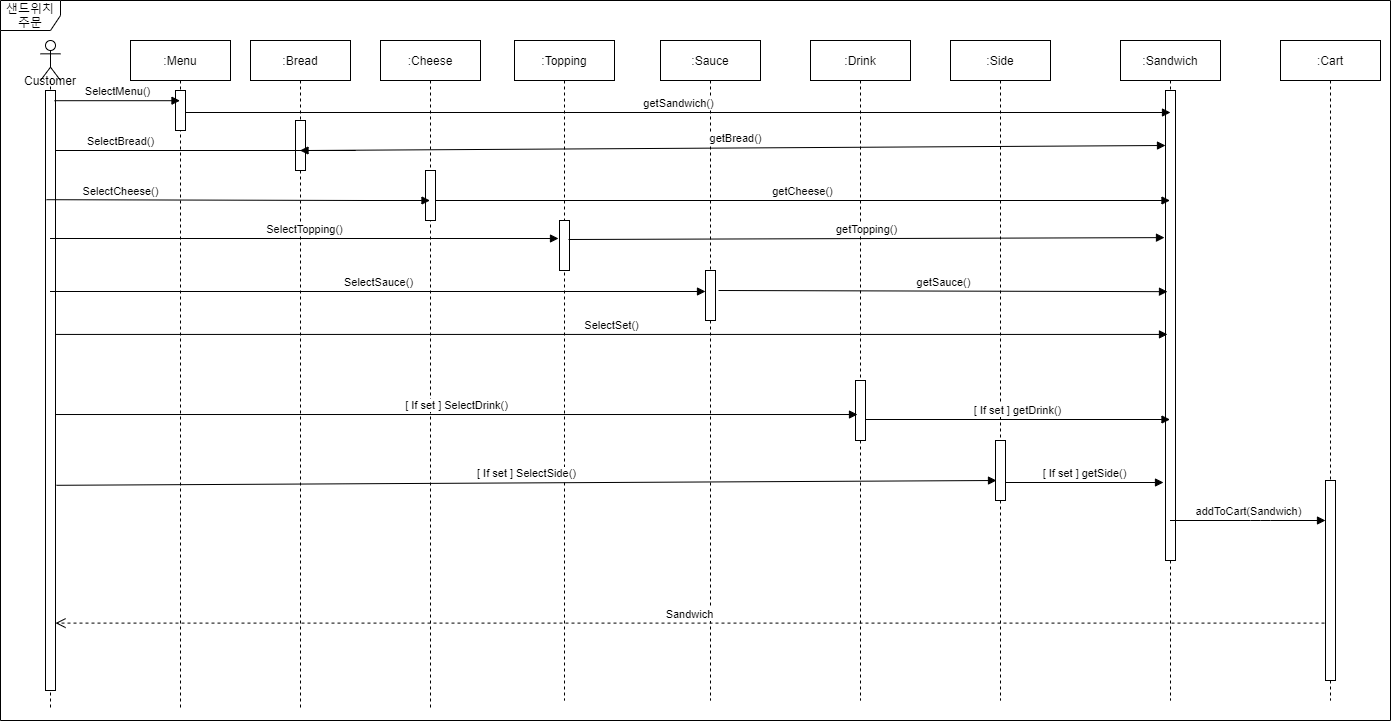 샌드위치
주문
Customer
:Menu
:Bread
:Cheese
:Topping
:Sauce
:Drink
:Side
:Sandwich
:Cart
SelectMenu()
getSandwich()
SelectBread()
getBread()
SelectCheese()
getCheese()
SelectTopping()
getTopping()
SelectSauce()
getSauce()
SelectSet()
[ If set ] SelectDrink()
[ If set ] getDrink()
[ If set ] SelectSide()
[ If set ] getSide()
addToCart(Sandwich)
Sandwich